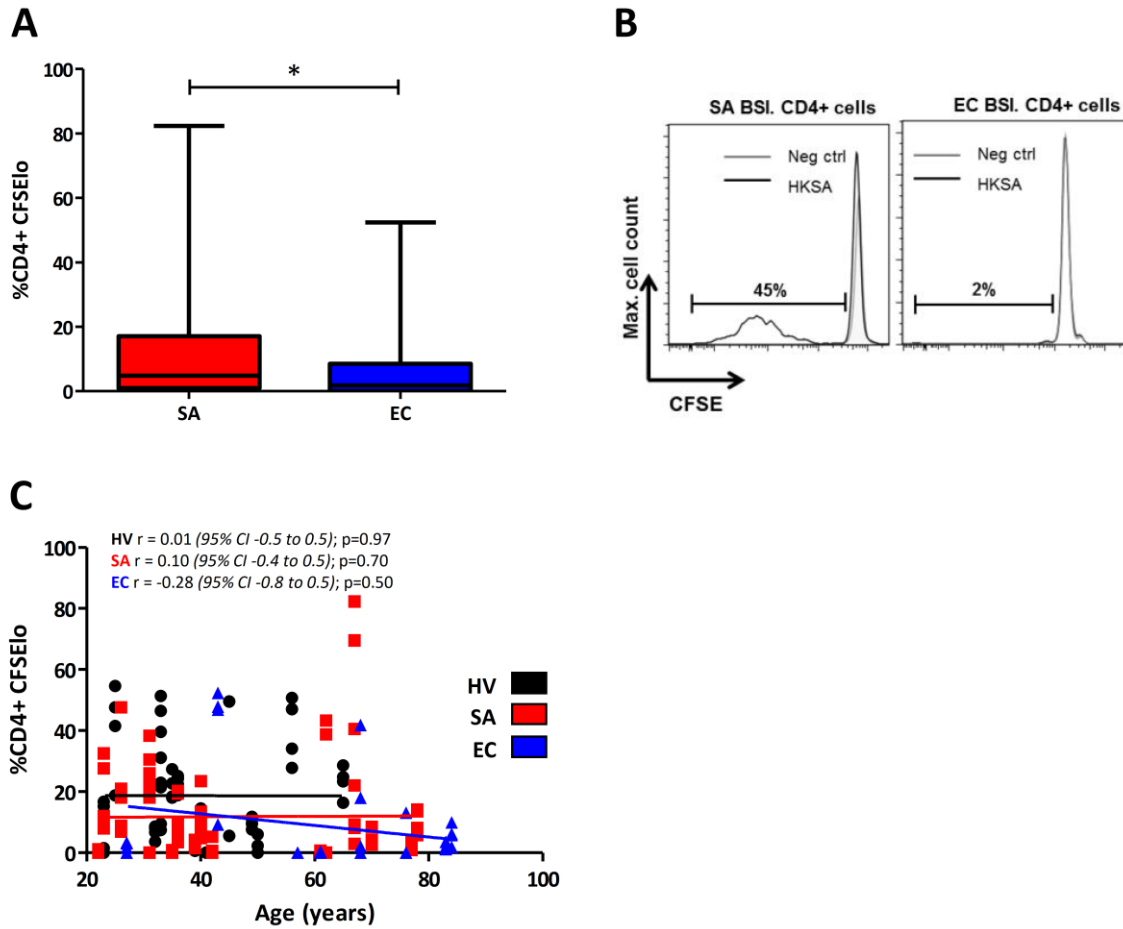 A
%CD4+ CFSElo
100
80
60
40
20
0
*
SA
EC
B
SA BSI. CD4+ cells
EC BSI. CD4+ cells
Neg ctrl
HKSA
Neg ctrl
HKSA
45%
2%
Max. cell count
CFSE
C
HV r = 0.01 (95% CI -0.5 to 0.5); p=0.97
SA r = 0.10 (95% CI -0.4 to 0.5); p=0.70
EC r = -0.28 (95% CI -0.8 to 0.5); p=0.50
%CD4+ CFSElo
100
80
60
40
20
0
20
40
60
80
100
Age (years)
HV
SA
EC